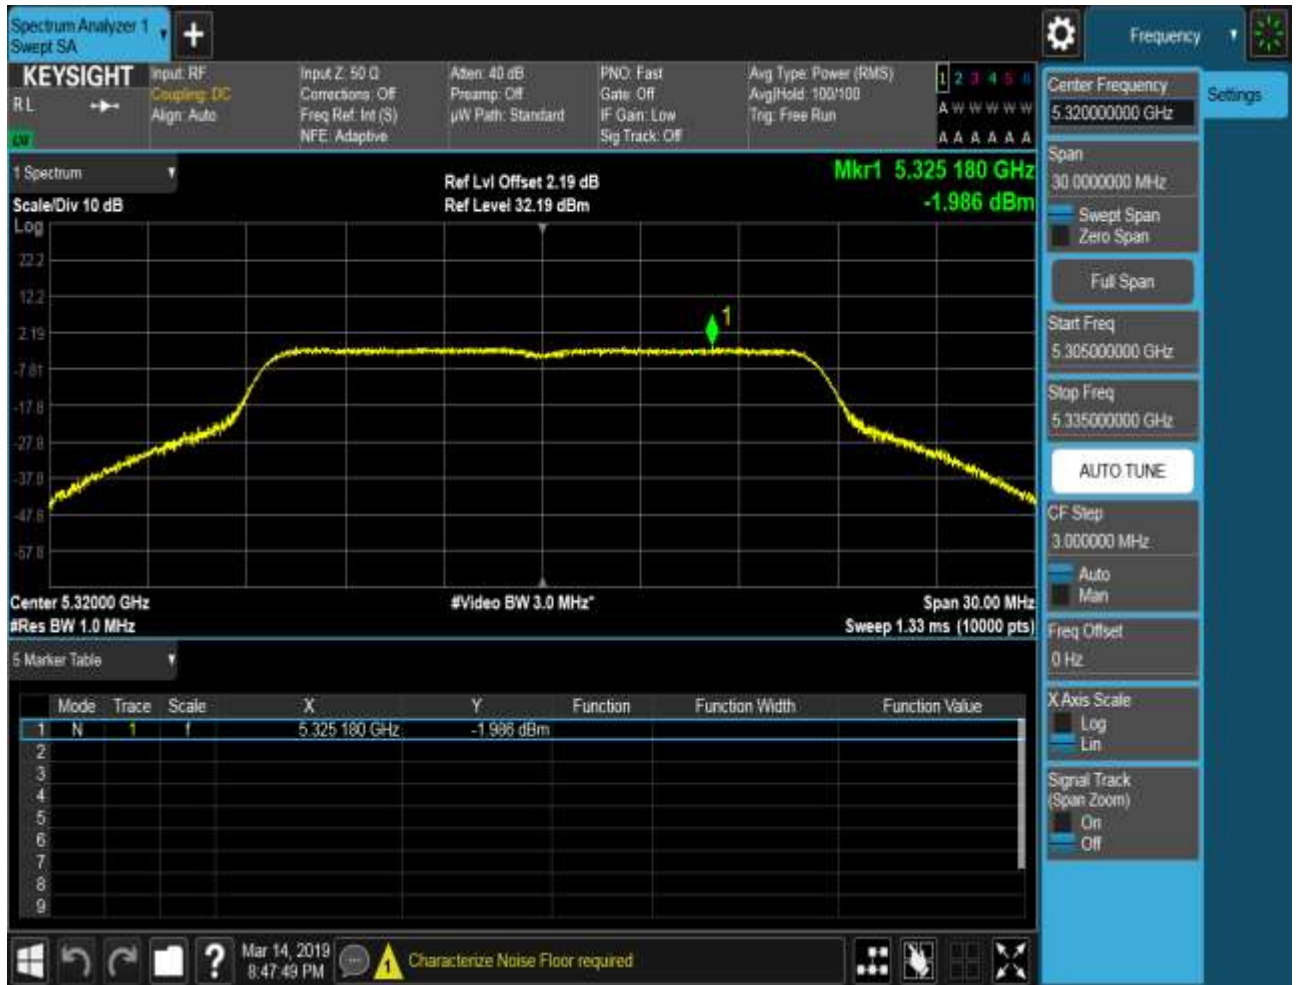 Spectrum Analyzer 1
Swept SA
Frequency
KEYSIGHT
RL
Input: RF
Coupling: DC
Align: Auto
Input Z: 50 Ω
Corrections: Off
Freq Ref: Int (S)
NFE: Adaptive
Atten: 40 dB
Preamp: Off
µW Path: Standard
PNO: Fast
Gate: Off
IF Gain: Low
Sig Track: Off
Avg Type: Power (RMS)
Avg|Hold: 100/100
Trig: Free Run
1 2 3 4 5 6
A W W W W W
A A A A A A
1 Spectrum
Scale/Div 10 dB
Ref Lvl Offset 2.19 dB
Ref Level 32.19 dBm
Mkr1 5.325 180 GHz
-1.986 dBm
Log
22.2
12.2
2.19
-7.81
-17.8
-27.8
-37.8
-47.8
-57.8
1
Center 5.32000 GHz
#Res BW 1.0 MHz
#Video BW 3.0 MHz*
Span 30.00 MHz
Sweep 1.33 ms (10000 pts)
5 Marker Table
Mode Trace Scale X Y Function Function Width Function Value
1 N 1 f 5.325 180 GHz -1.986 dBm
2
3
4
5
6
7
8
9
Mar 14, 2019
8:47:49 PM
Characterize Noise Floor required
Center Frequency
5.320000000 GHz
Settings
Span
30.0000000 MHz
Swept Span
Zero Span
Full Span
Start Freq
5.305000000 GHz
Stop Freq
5.335000000 GHz
AUTO TUNE
CF Step
3.000000 MHz
Auto
Man
Freq Offset
0 Hz
X Axis Scale
Log
Lin
Signal Track
(Span Zoom)
On
Off